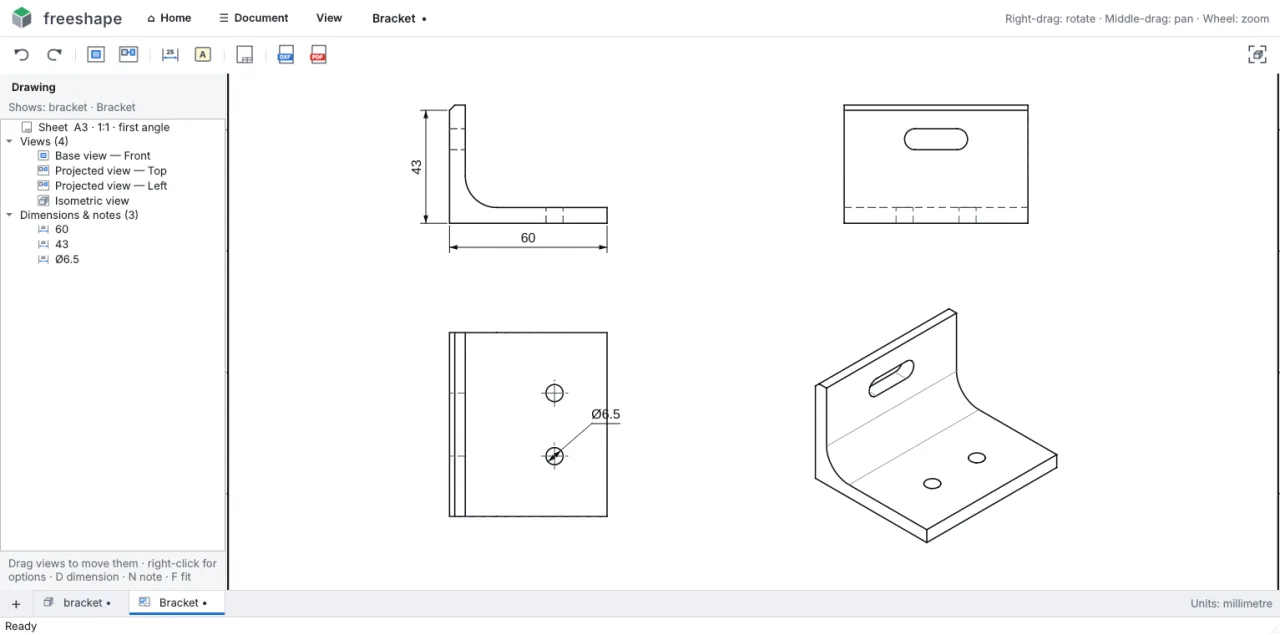 freeshape
Home
Document
View
Bracket •
Right-drag: rotate · Middle-drag: pan · Wheel: zoom
25
A
DXF
PDF
Drawing
Shows: bracket · Bracket
Sheet A3 · 1:1 · first angle
Views (4)
Base view — Front
Projected view — Top
Projected view — Left
Isometric view
Dimensions & notes (3)
60
43
Ø6.5
43
60
Ø6.5
Drag views to move them · right-click for
options · D dimension · N note · F fit
+
bracket •
Bracket •
Units: millimetre
Ready